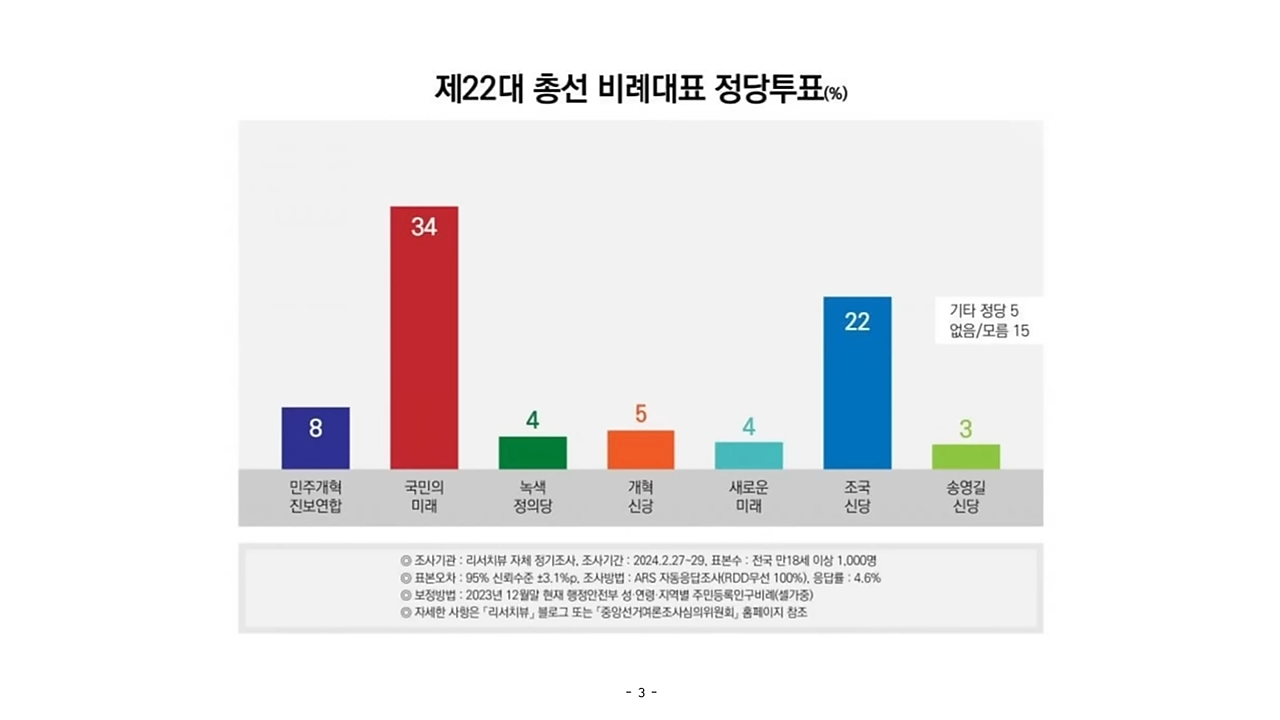 제22대 총선 비례대표 정당투표(%)
34
22
기타 정당 5
없음/모름 15
8
4
5
4
3
민주개혁 국민의 녹색 개혁 새로운 조국 송영길
진보연합 미래 정의당 신당 미래 신당 신당
◎ 조사기관 : 리서치뷰 자체 정기조사, 조사기간 : 2024.2.27~29, 표본수 : 전국 만18세 이상 1,000명
◎ 표본오차 : 95% 신뢰수준 ±3.1%p, 조사방법 : ARS 자동응답조사(RDD무선 100%), 응답률 : 4.6%
◎ 보정방법 : 2023년 12월말 현재 행정안전부 성·연령·지역별 주민등록인구비례(셀가중)
◎ 자세한 사항은 「리서치뷰」 블로그 또는 「중앙선거여론조사심의위원회」 홈페이지 참조
- 3 -